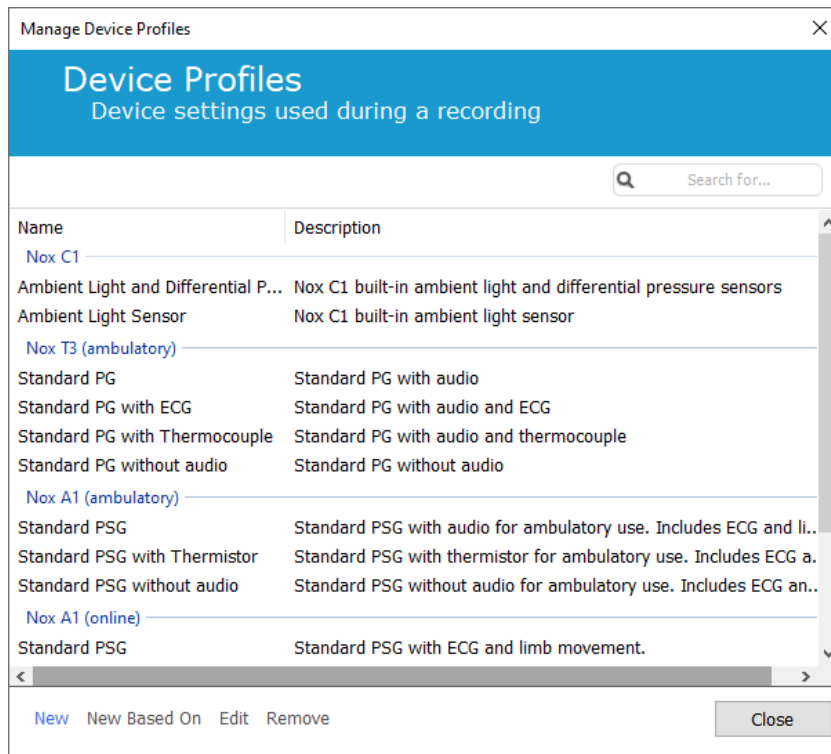 Manage Device Profiles
Device Profiles
Device settings used during a recording
Search for...
Name Description
Nox C1
Ambient Light and Differential P... Nox C1 built-in ambient light and differential pressure sensors
Ambient Light Sensor Nox C1 built-in ambient light sensor
Nox T3 (ambulatory)
Standard PG Standard PG with audio
Standard PG with ECG Standard PG with audio and ECG
Standard PG with Thermocouple Standard PG with audio and thermocouple
Standard PG without audio Standard PG without audio
Nox A1 (ambulatory)
Standard PSG Standard PSG with audio for ambulatory use. Includes ECG and li..
Standard PSG with Thermistor Standard PSG with thermistor for ambulatory use. Includes ECG a.
Standard PSG without audio Standard PSG without audio for ambulatory use. Includes ECG an..
Nox A1 (online)
Standard PSG Standard PSG with ECG and limb movement.
New New Based On Edit Remove Close